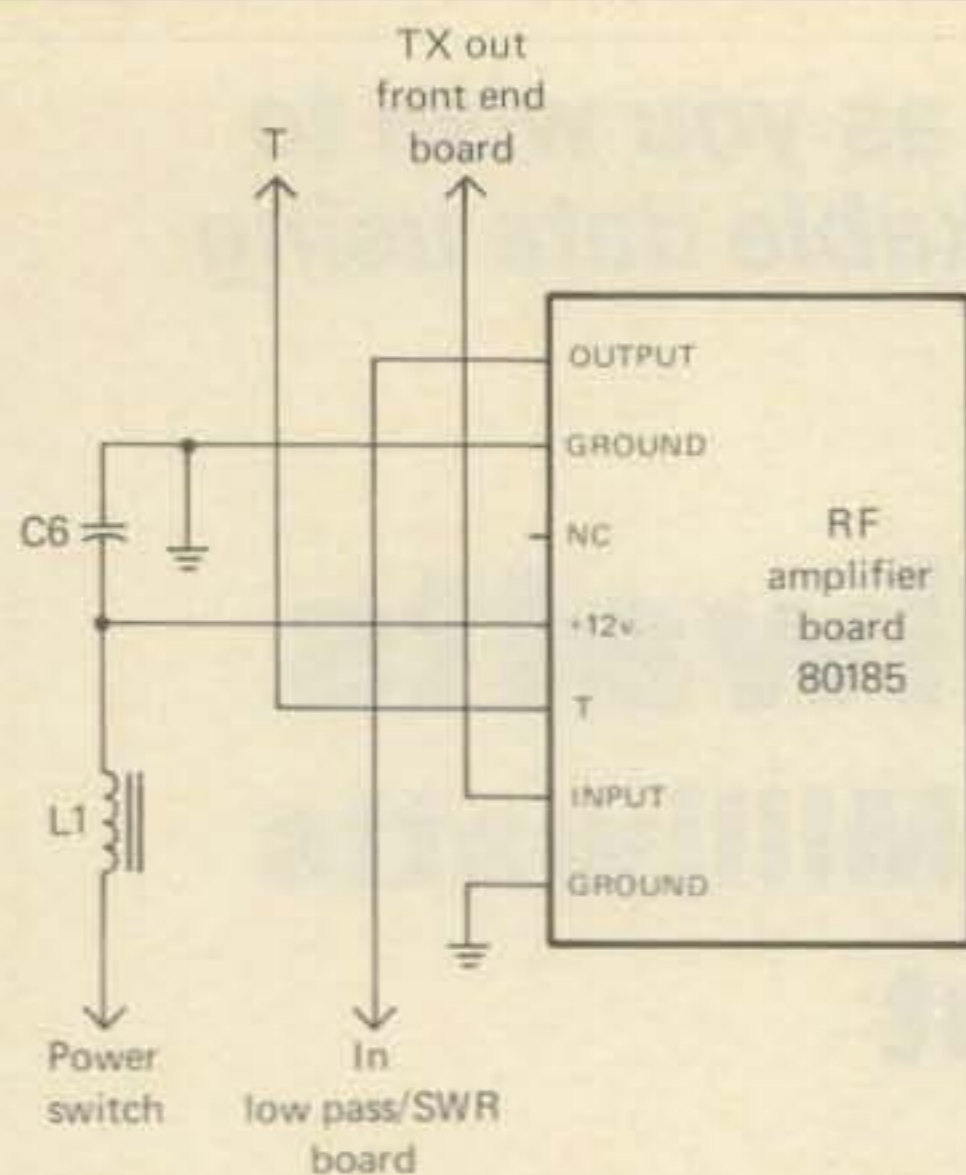 TX out
front end
board
T
OUTPUT
GROUND
C6
NC
RF
amplifier
board
80185
+12v
T
L1
INPUT
GROUND
Power
switch
In
low pass/SWR
board